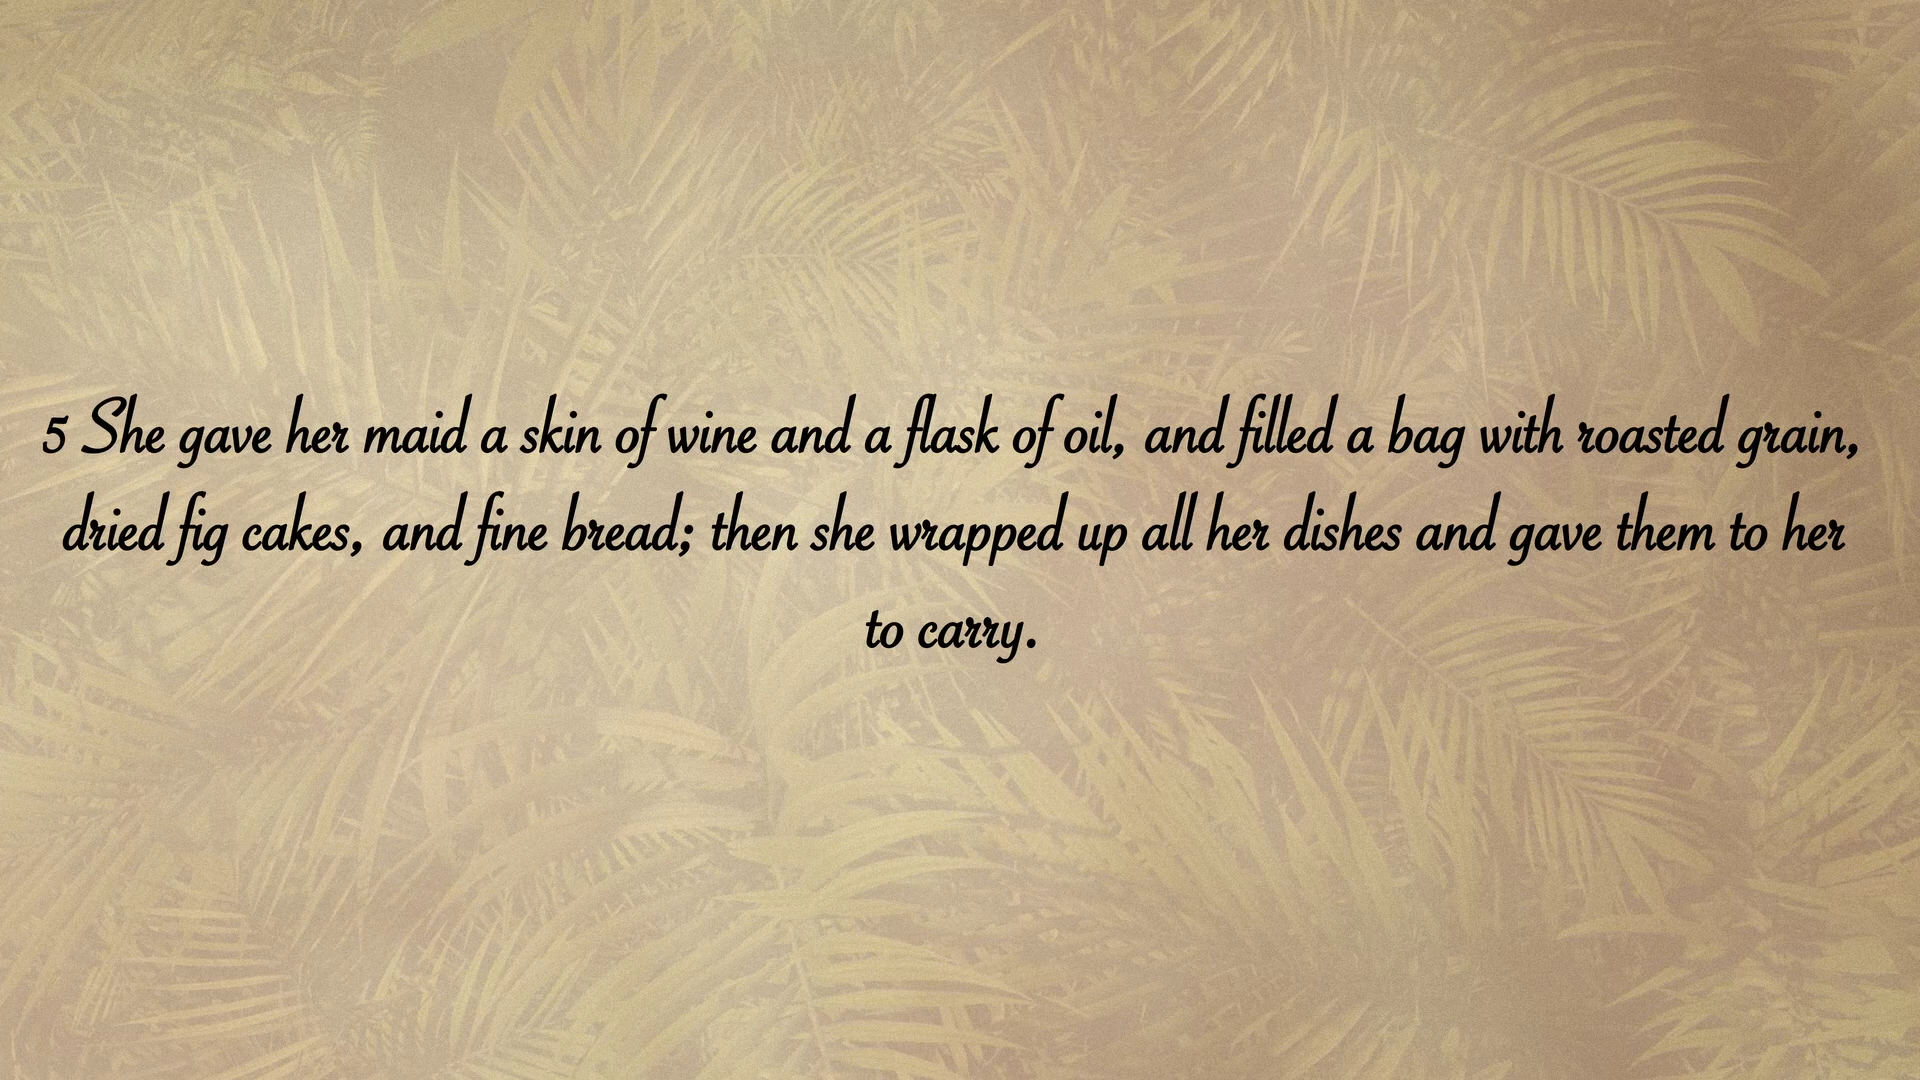 5 She gave her maid a skin of wine and a flask of oil, and filled a bag with roasted grain,
dried fig cakes, and fine bread; then she wrapped up all her dishes and gave them to her
to carry.